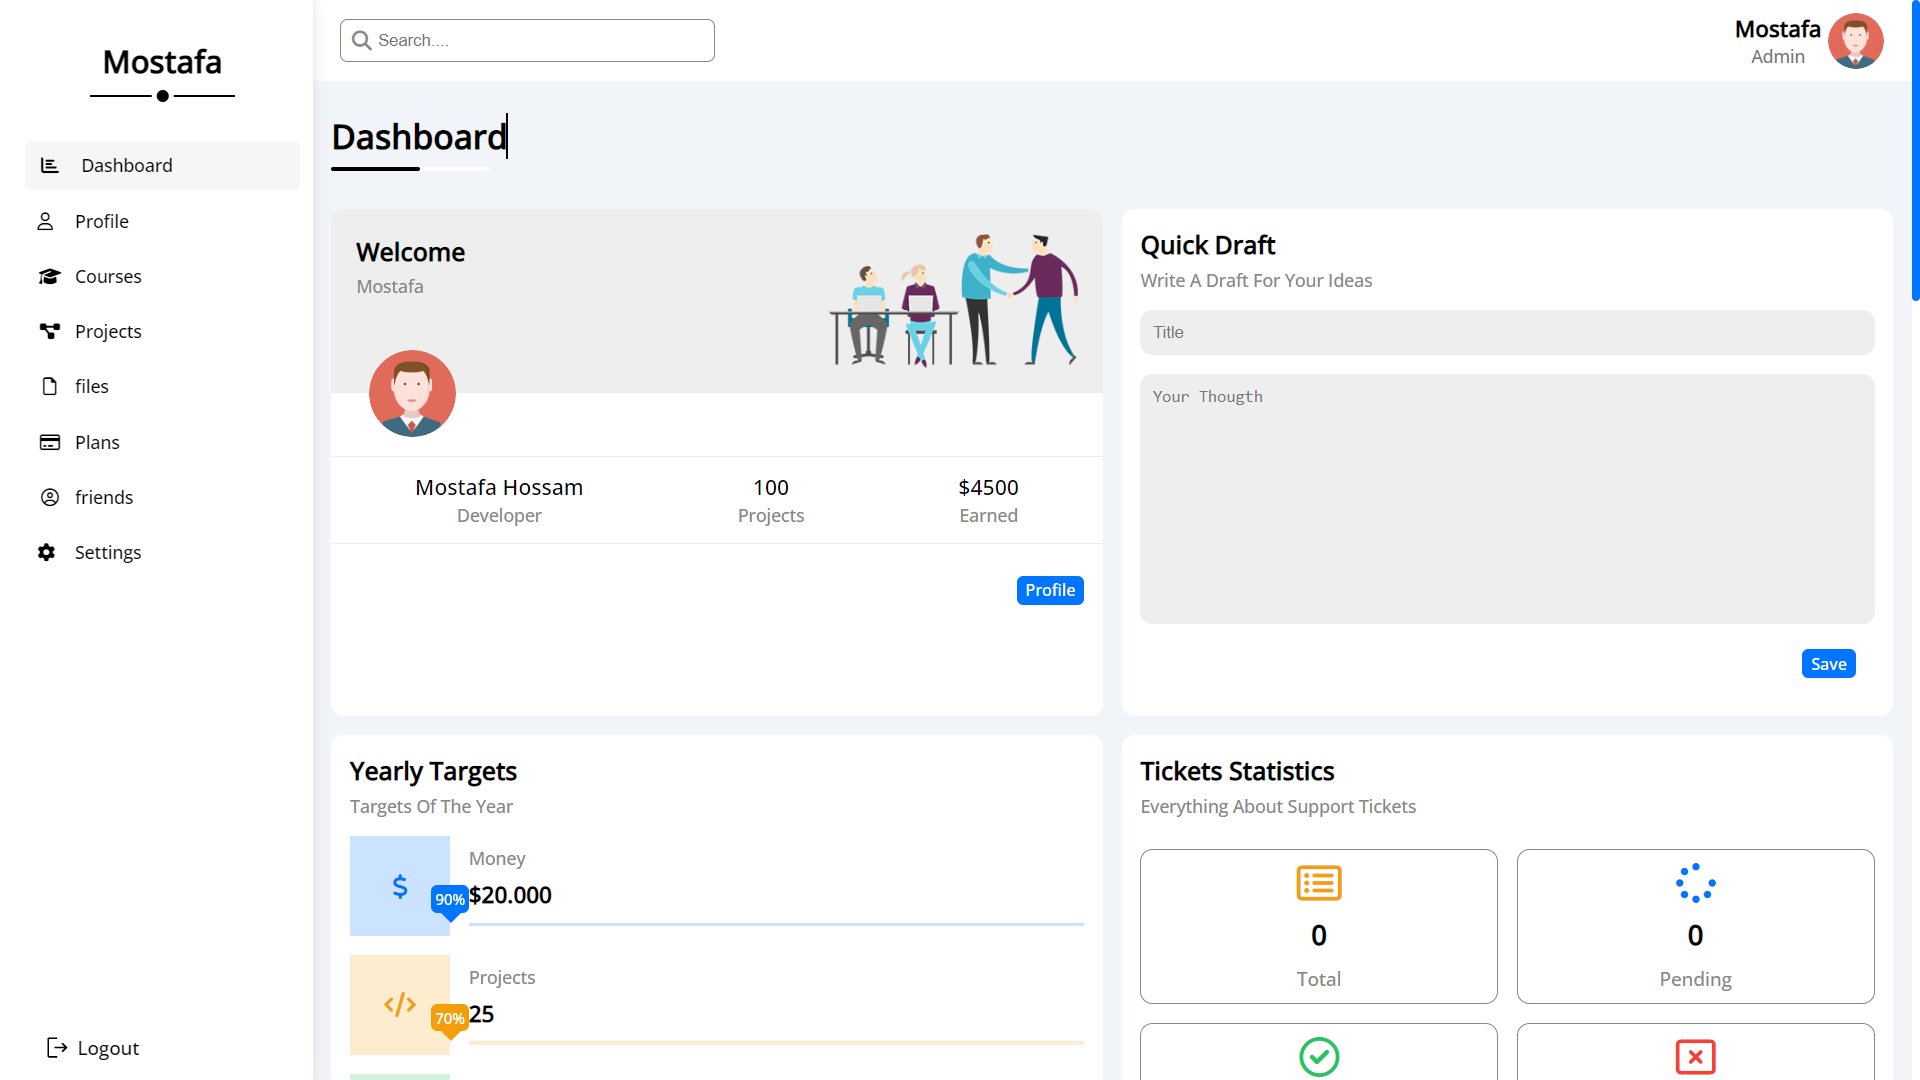 Mostafa
Dashboard
Profile
Courses
Projects
files
Plans
friends
Settings
Logout
Search....
Mostafa
Admin
Dashboard
Welcome
Mostafa
Mostafa Hossam
Developer
100
Projects
$4500
Earned
Profile
Quick Draft
Write A Draft For Your Ideas
Title
Your Thougth
Save
Yearly Targets
Targets Of The Year
Money
90%
$20.000
Projects
70%
25
Tickets Statistics
Everything About Support Tickets
0
Total
0
Pending